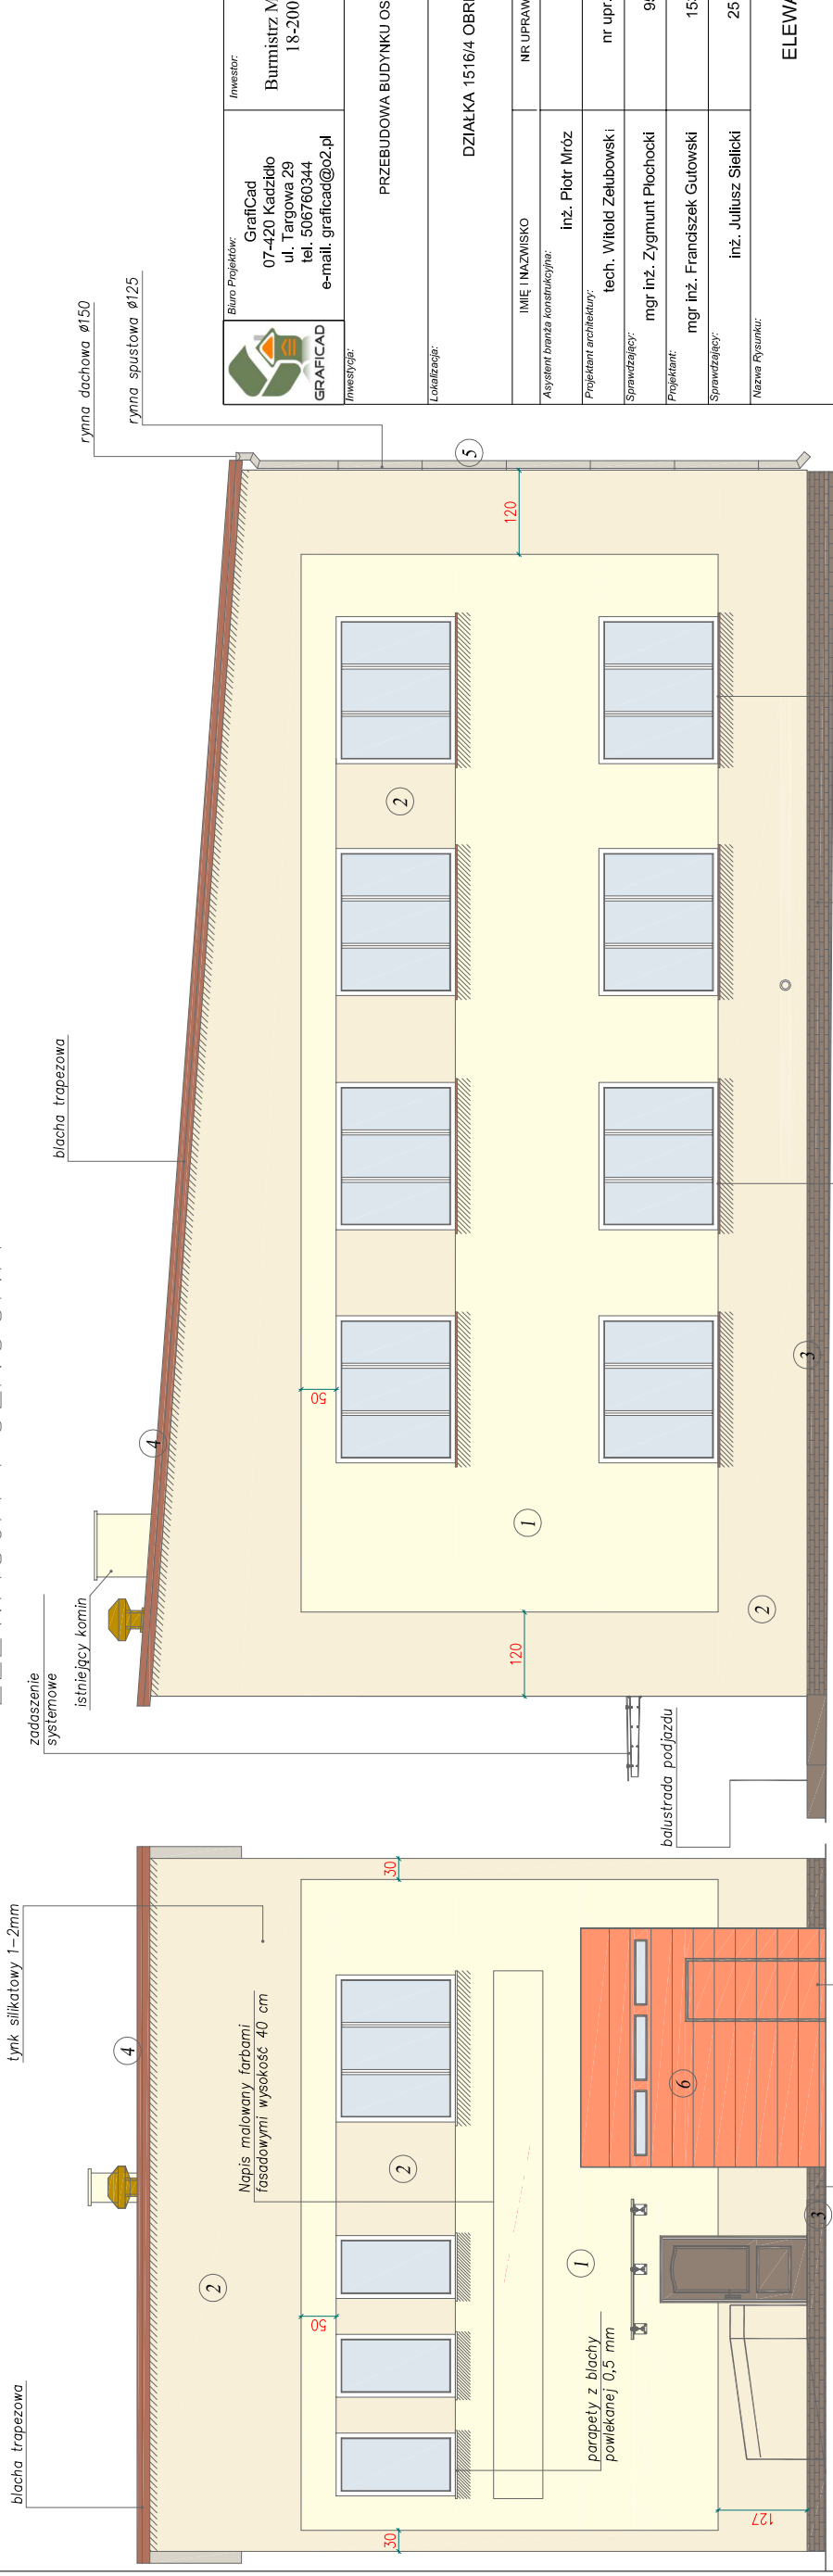 tynk silikatowy 1-2mm
blacha trapezowa
4
2
Napis malowany farbami
fasadowymi wysokość 40 cm
2
50
30
30
1
6
parapety z blachy
powlekanej 0,5 mm
127
3
zadaszenie
systemowe
istniejący komin
blacha trapezowa
4
rynna dachowa ø150
rynna spustowa ø125
50
2
1
120
120
5
2
3
balustrada podjazdu
GRAFICAD
Biuro Projektów:
GrafiCad
07-420 Kadzidło
ul. Targowa 29
tel. 506760344
e-mail. graficad@o2.pl
Inwestor:
Burmistrz M
18-200
Inwestycja:
PRZEBUDOWA BUDYNKU OS
Lokalizacja:
DZIAŁKA 1516/4 OBRĘ
IMIĘ I NAZWISKO
NR UPRAW
Asystent branża konstrukcyjna:
inż. Piotr Mróz
Projektant architektury:
tech. Witold Zełubowski
nr upr.
Sprawdzający:
mgr inż. Zygmunt Płochocki
Projektant:
mgr inż. Franciszek Gutowski
15
Sprawdzający:
inż. Juliusz Sielicki
25
Nazwa Rysunku:
ELEWA